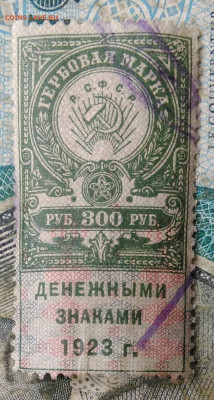 ГЕРБОВАЯ МАРКА
Р.С.Ф.С.Р.
РУБ. 300 РУБ.
ДЕНЕЖНЫМИ
ЗНАКАМИ
1923 г.